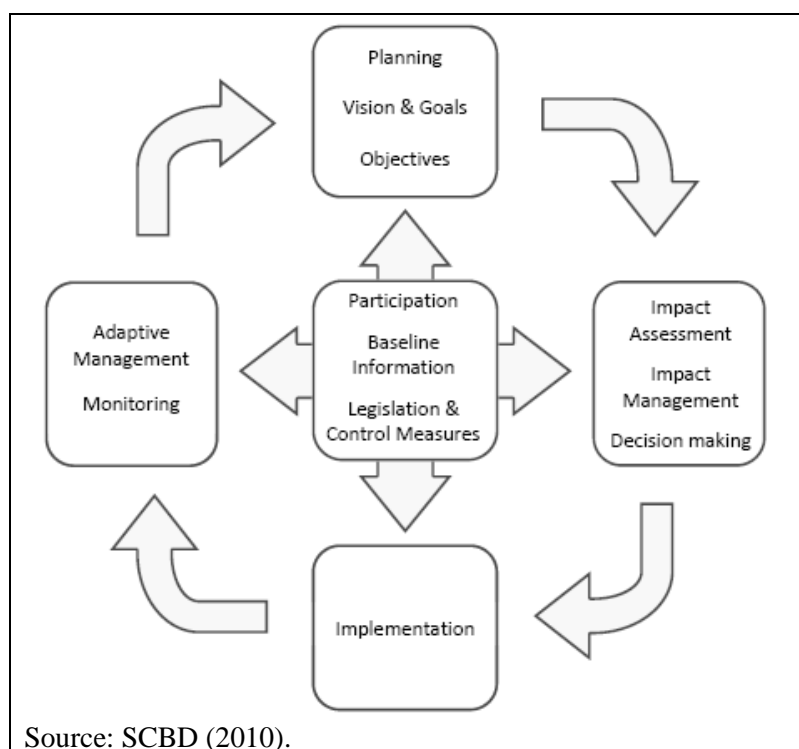 Planning
Vision & Goals
Objectives
Adaptive
Management
Monitoring
Participation
Baseline
Information
Legislation &
Control Measures
Impact
Assessment
Impact
Management
Decision making
Implementation
Source: SCBD (2010).